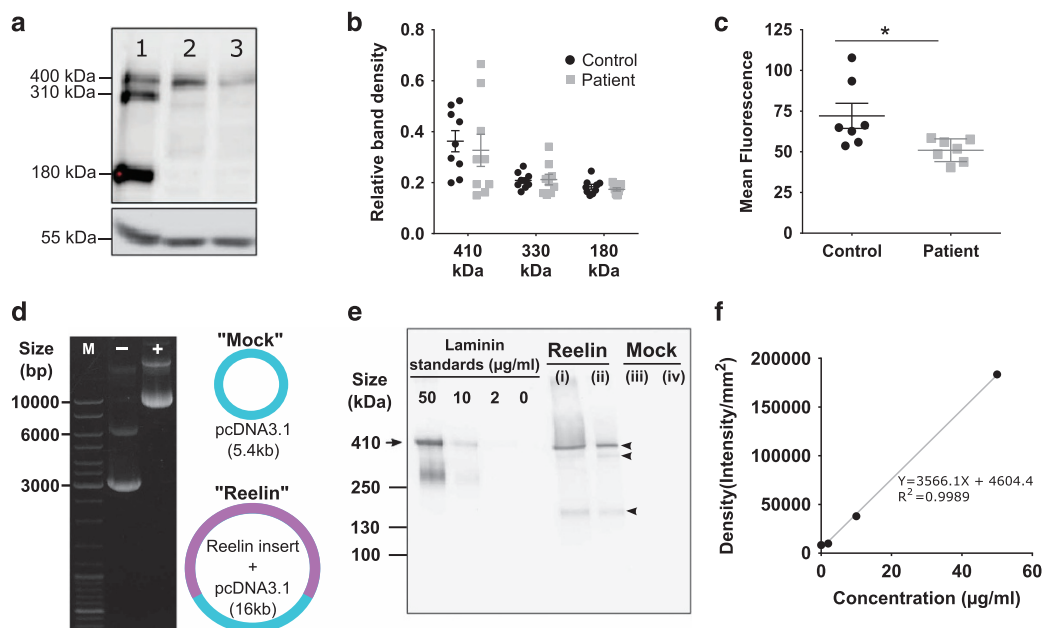 a
1 2 3
400 kDa
310 kDa
180 kDa
55 kDa
b
Relative band density
0.8
0.6
0.4
0.2
0.0
Control
Patient
410 kDa
330 kDa
180 kDa
c
Mean Fluorescence
125
100
75
50
25
0
*
Control
Patient
d
Size
(bp)
M − +
10000
6000
3000
"Mock"
pcDNA3.1
(5.4kb)
"Reelin"
Reelin insert
+
pcDNA3.1
(16kb)
e
Laminin
standards (µg/ml)
Reelin Mock
(i) (ii) (iii) (iv)
Size
(kDa)
50 10 2 0
410
250
130
100
f
Density(Intensity/mm²)
200000
150000
100000
50000
0
Y=3566.1X + 4604.4
R²=0.9989
0 20 40 60
Concentration (µg/ml)